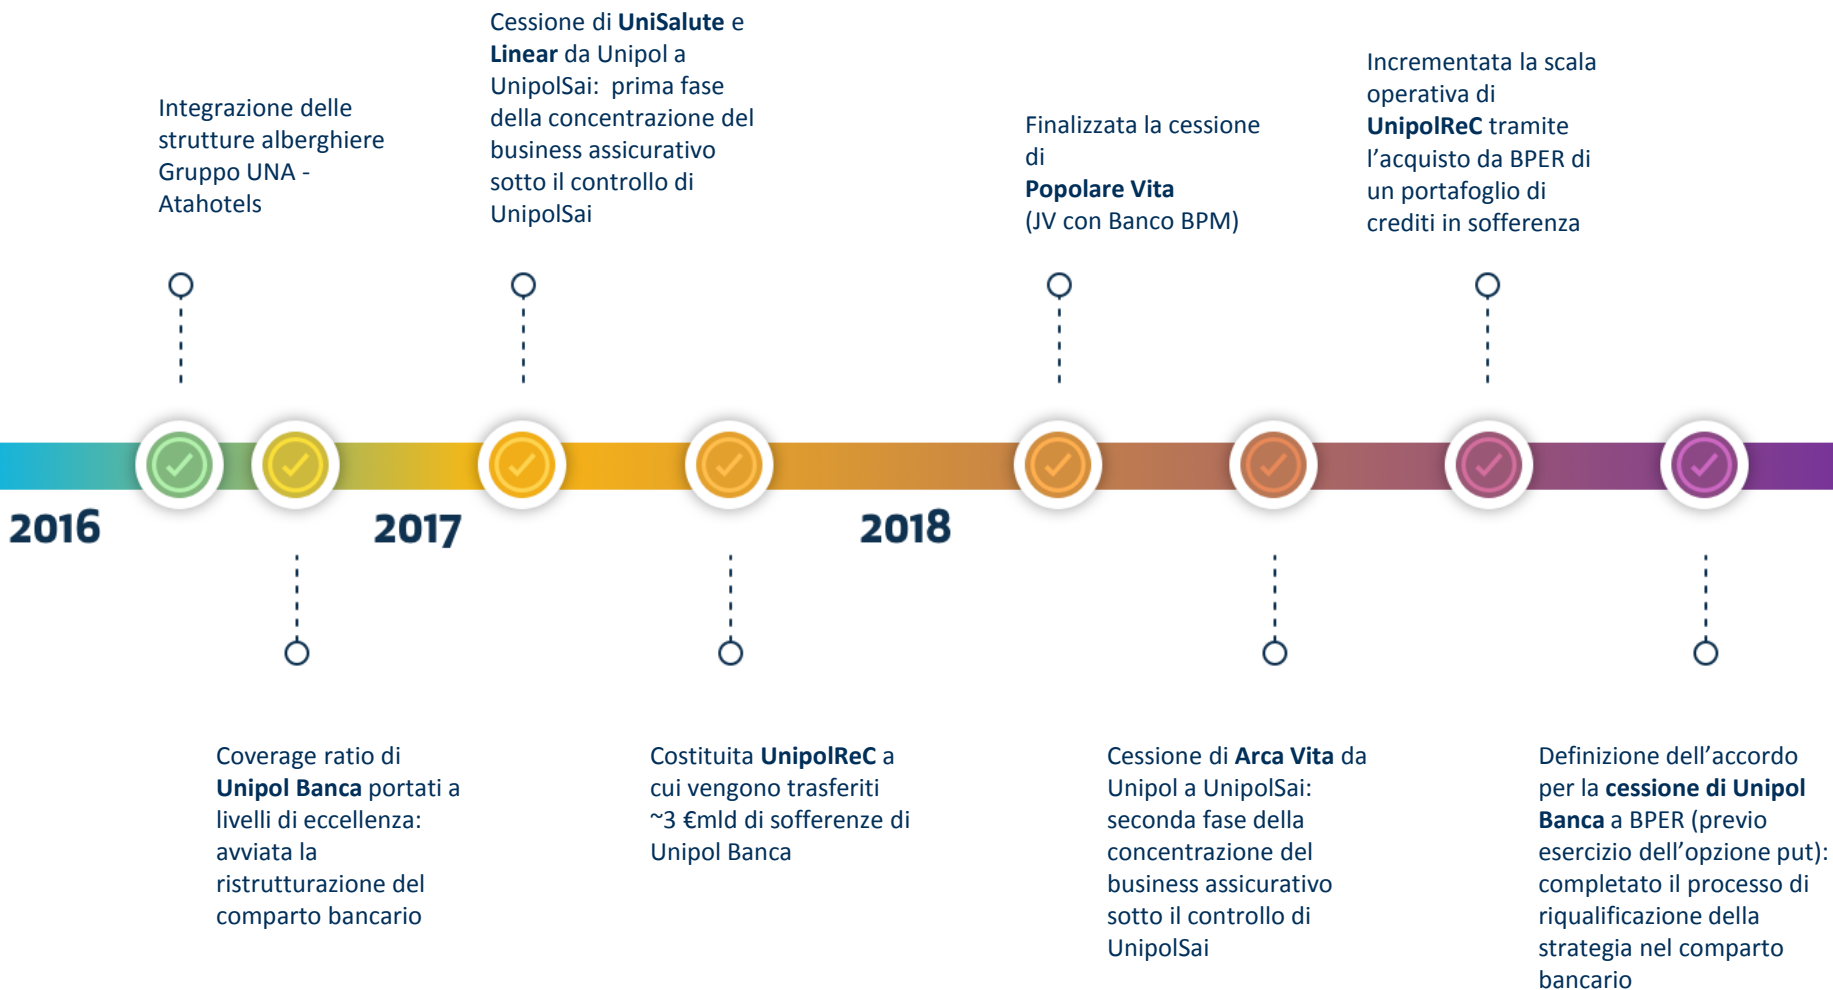 Integrazione delle
strutture alberghiere
Gruppo UNA -
Atahotels
Cessione di UniSalute e
Linear da Unipol a
UnipolSai: prima fase
della concentrazione del
business assicurativo
sotto il controllo di
UnipolSai
Finalizzata la cessione
di
Popolare Vita
(JV con Banco BPM)
Incrementata la scala
operativa di
UnipolReC tramite
l’acquisto da BPER di
un portafoglio di
crediti in sofferenza
2016
2017
2018
Coverage ratio di
Unipol Banca portati a
livelli di eccellenza:
avviata la
ristrutturazione del
comparto bancario
Costituita UnipolReC a
cui vengono trasferiti
~3 €mld di sofferenze di
Unipol Banca
Cessione di Arca Vita da
Unipol a UnipolSai:
seconda fase della
concentrazione del
business assicurativo
sotto il controllo di
UnipolSai
Definizione dell’accordo
per la cessione di Unipol
Banca a BPER (previo
esercizio dell’opzione put):
completato il processo di
riqualificazione della
strategia nel comparto
bancario